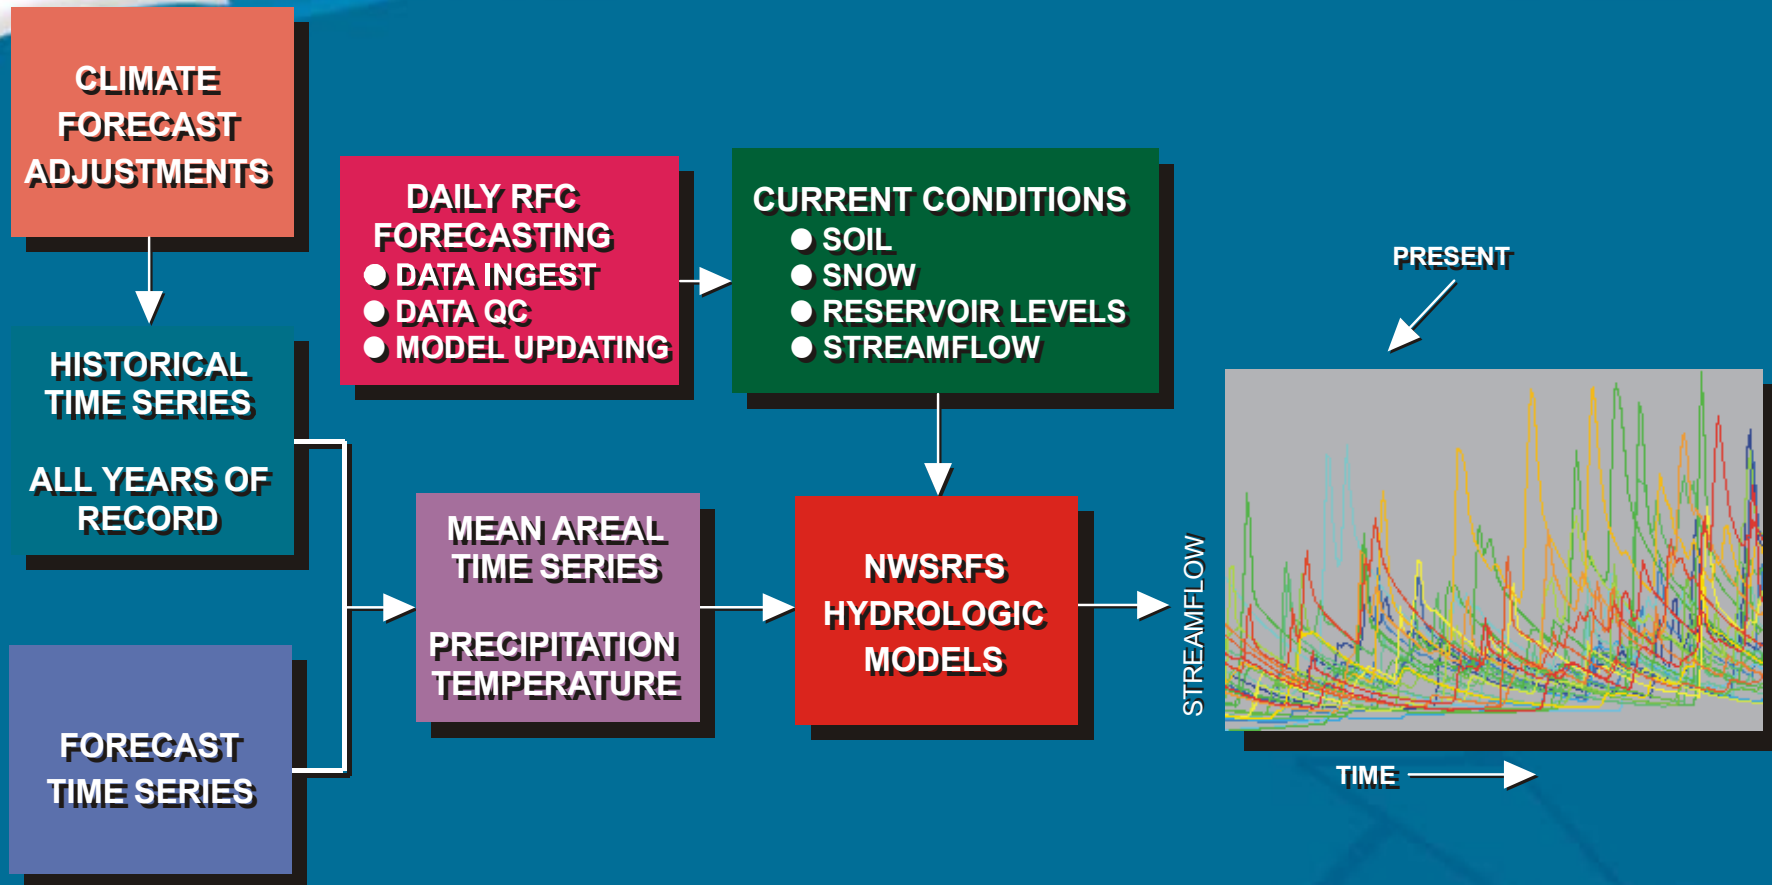 CLIMATE
FORECAST
ADJUSTMENTS
DAILY RFC
FORECASTING
● DATA INGEST
● DATA QC
● MODEL UPDATING
CURRENT CONDITIONS
● SOIL
● SNOW
● RESERVOIR LEVELS
● STREAMFLOW
PRESENT
HISTORICAL
TIME SERIES
ALL YEARS OF
RECORD
MEAN AREAL
TIME SERIES
PRECIPITATION
TEMPERATURE
NWSRFS
HYDROLOGIC
MODELS
STREAMFLOW
TIME
FORECAST
TIME SERIES